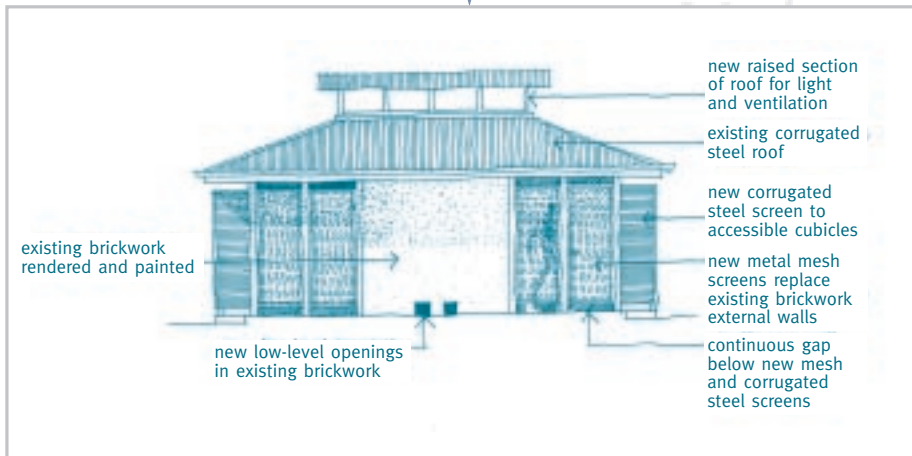 new raised section
of roof for light
and ventilation
existing corrugated
steel roof
new corrugated
steel screen to
accessible cubicles
existing brickwork
rendered and painted
new metal mesh
screens replace
existing brickwork
external walls
new low-level openings
in existing brickwork
continuous gap
below new mesh
and corrugated
steel screens